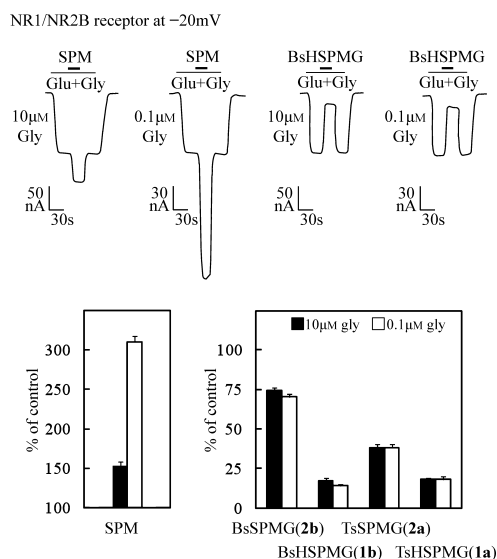 NR1/NR2B receptor at −20mV
SPM SPM BsHSPMG BsHSPMG
Glu+Gly Glu+Gly Glu+Gly Glu+Gly
10μM 0.1μM 10μM 0.1μM
Gly Gly Gly Gly
50 30 50 30
nA nA nA nA
30s 30s 30s 30s
% of control
350
300
250
200
150
100
SPM
10μM gly 0.1μM gly
% of control
100
75
50
25
0
BsSPMG(2b) TsSPMG(2a)
BsHSPMG(1b) TsHSPMG(1a)